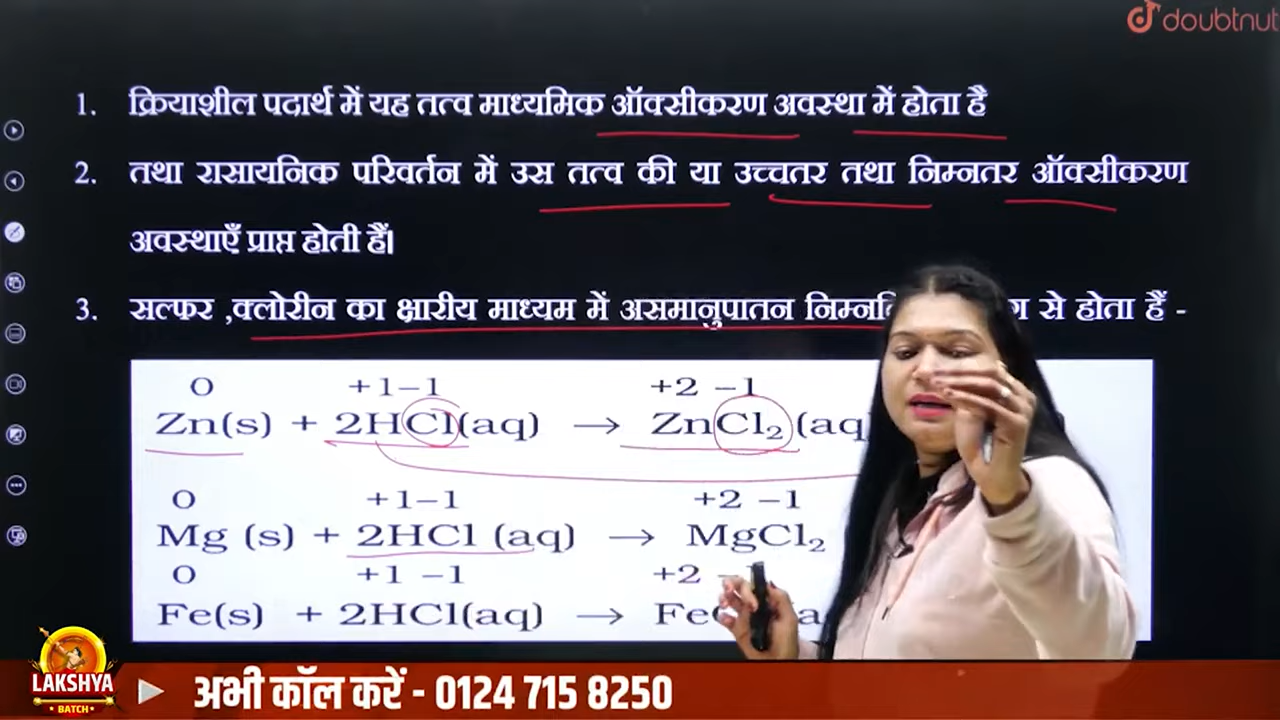 doubtnut
1. क्रियाशील पदार्थ में यह तत्व माध्यमिक ऑक्सीकरण अवस्था में होता है
2. तथा रासायनिक परिवर्तन में उस तत्व की या उच्चतर तथा निम्नतर ऑक्सीकरण
अवस्थाएँ प्राप्त होती हैं।
3. सल्फर ,क्लोरीन का क्षारीय माध्यम में असमानुपातन से होता हैं -
0 +1–1 +2 –1
Zn(s) + 2HCl(aq) → ZnCl₂ (aq
0 +1–1 +2 –1
Mg (s) + 2HCl (aq) → MgCl₂
0 +1 –1 +2
Fe(s) + 2HCl(aq) → Fe
LAKSHYA
BATCH
अभी कॉल करें - 0124 715 8250